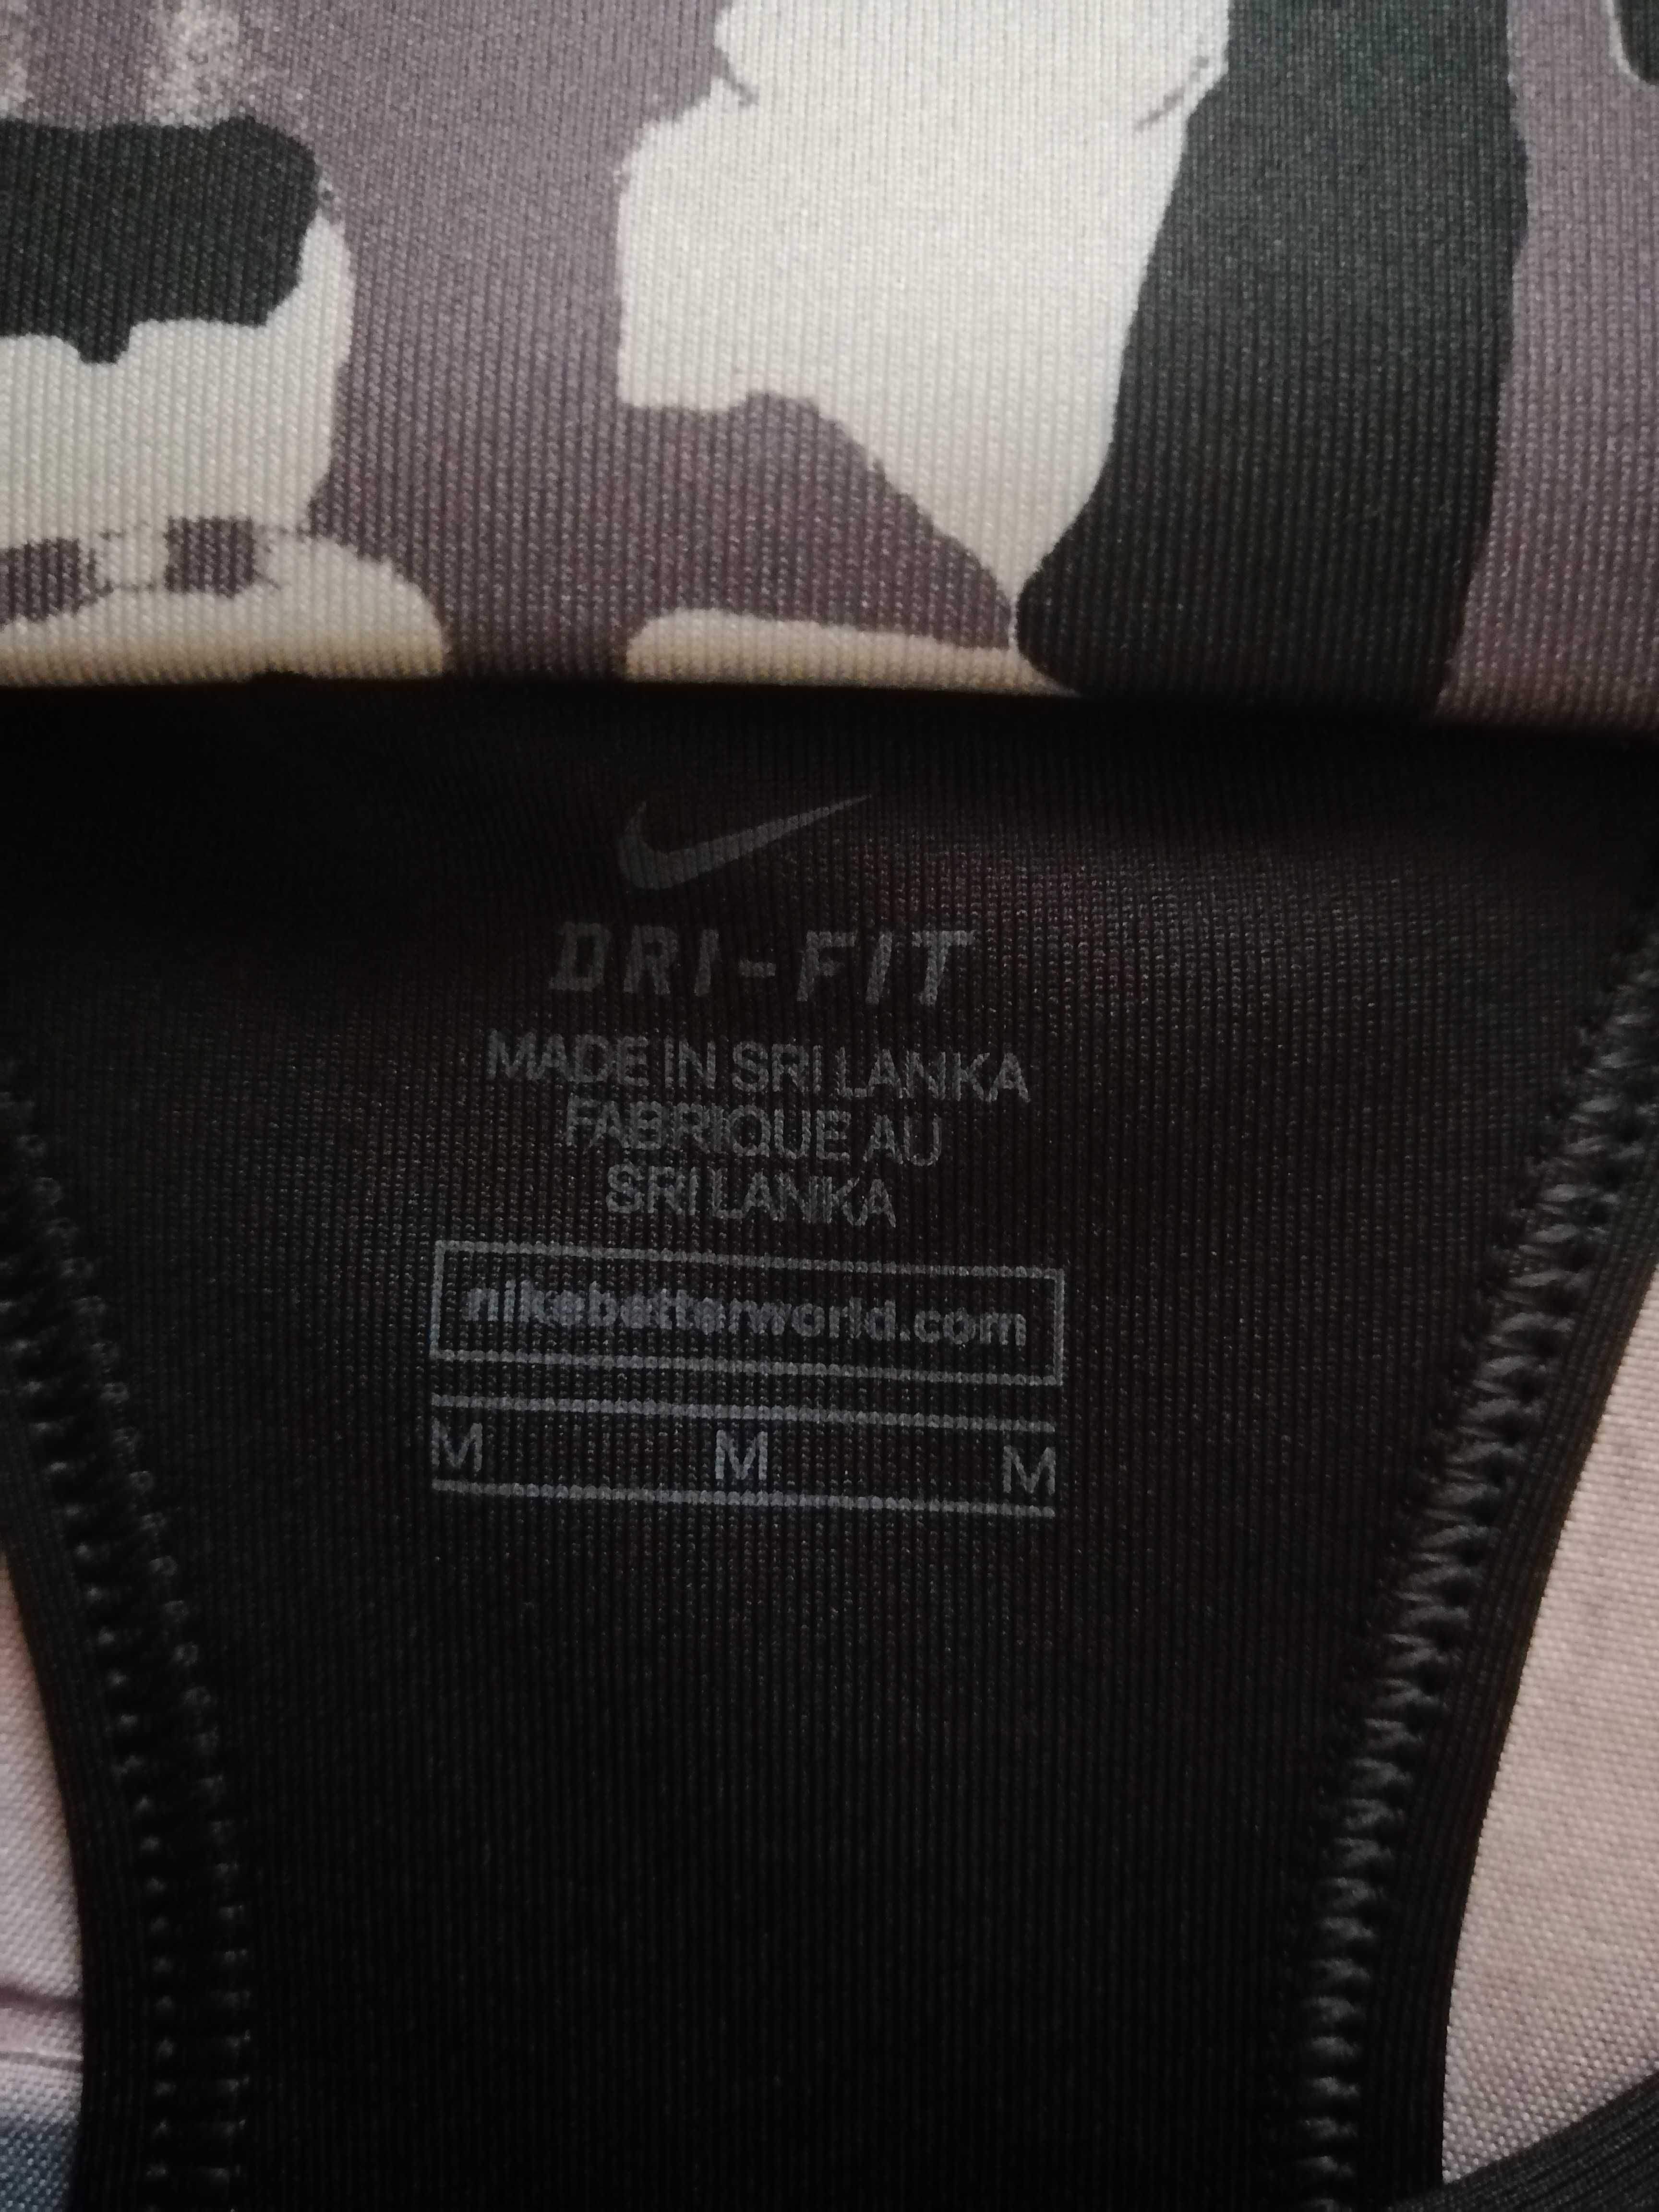 DRI-FIT
MADE IN SRI LANKA
FABRIQUE AU
SRI LANKA
nikebetterworld.com
M M M